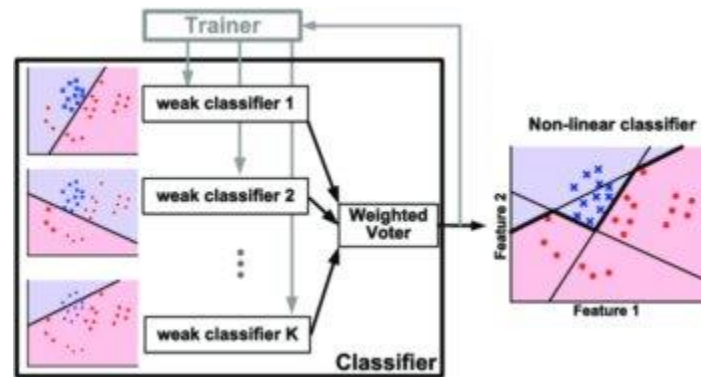 Trainer
weak classifier 1
weak classifier 2
weak classifier K
Weighted
Voter
Classifier
Non-linear classifier
Feature 2
Feature 1